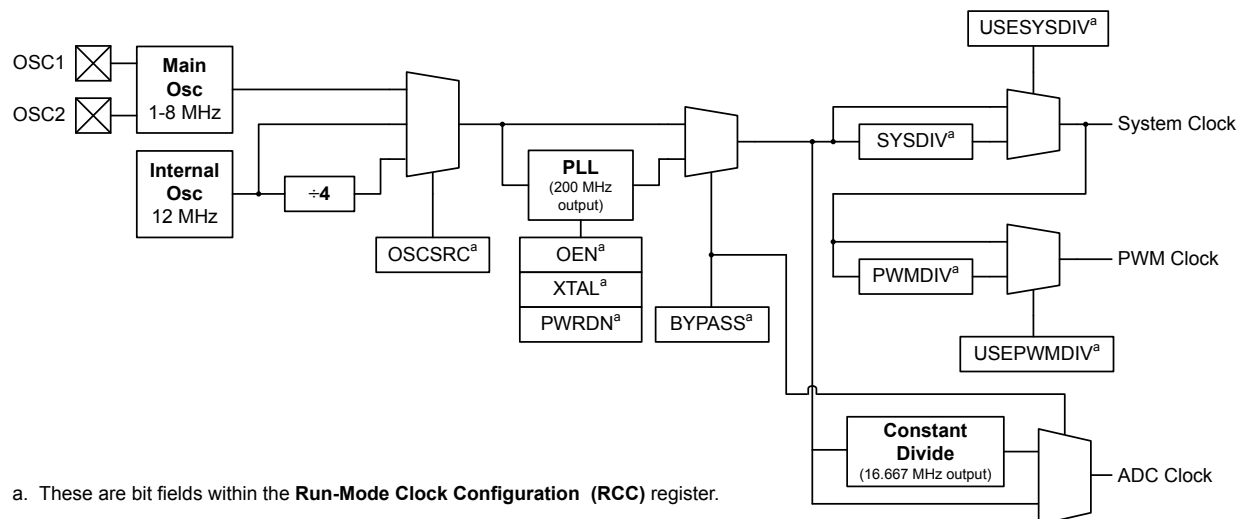 USESYSDIVᵃ
OSC1
OSC2
Main
Osc
1-8 MHz
Internal
Osc
12 MHz
÷4
OSCSRCᵃ
PLL
(200 MHz
output)
OENᵃ
XTALᵃ
PWRDNᵃ
BYPASSᵃ
SYSDIVᵃ
System Clock
PWMDIVᵃ
PWM Clock
USEPWMDIVᵃ
Constant
Divide
(16.667 MHz output)
ADC Clock
a. These are bit fields within the Run-Mode Clock Configuration (RCC) register.